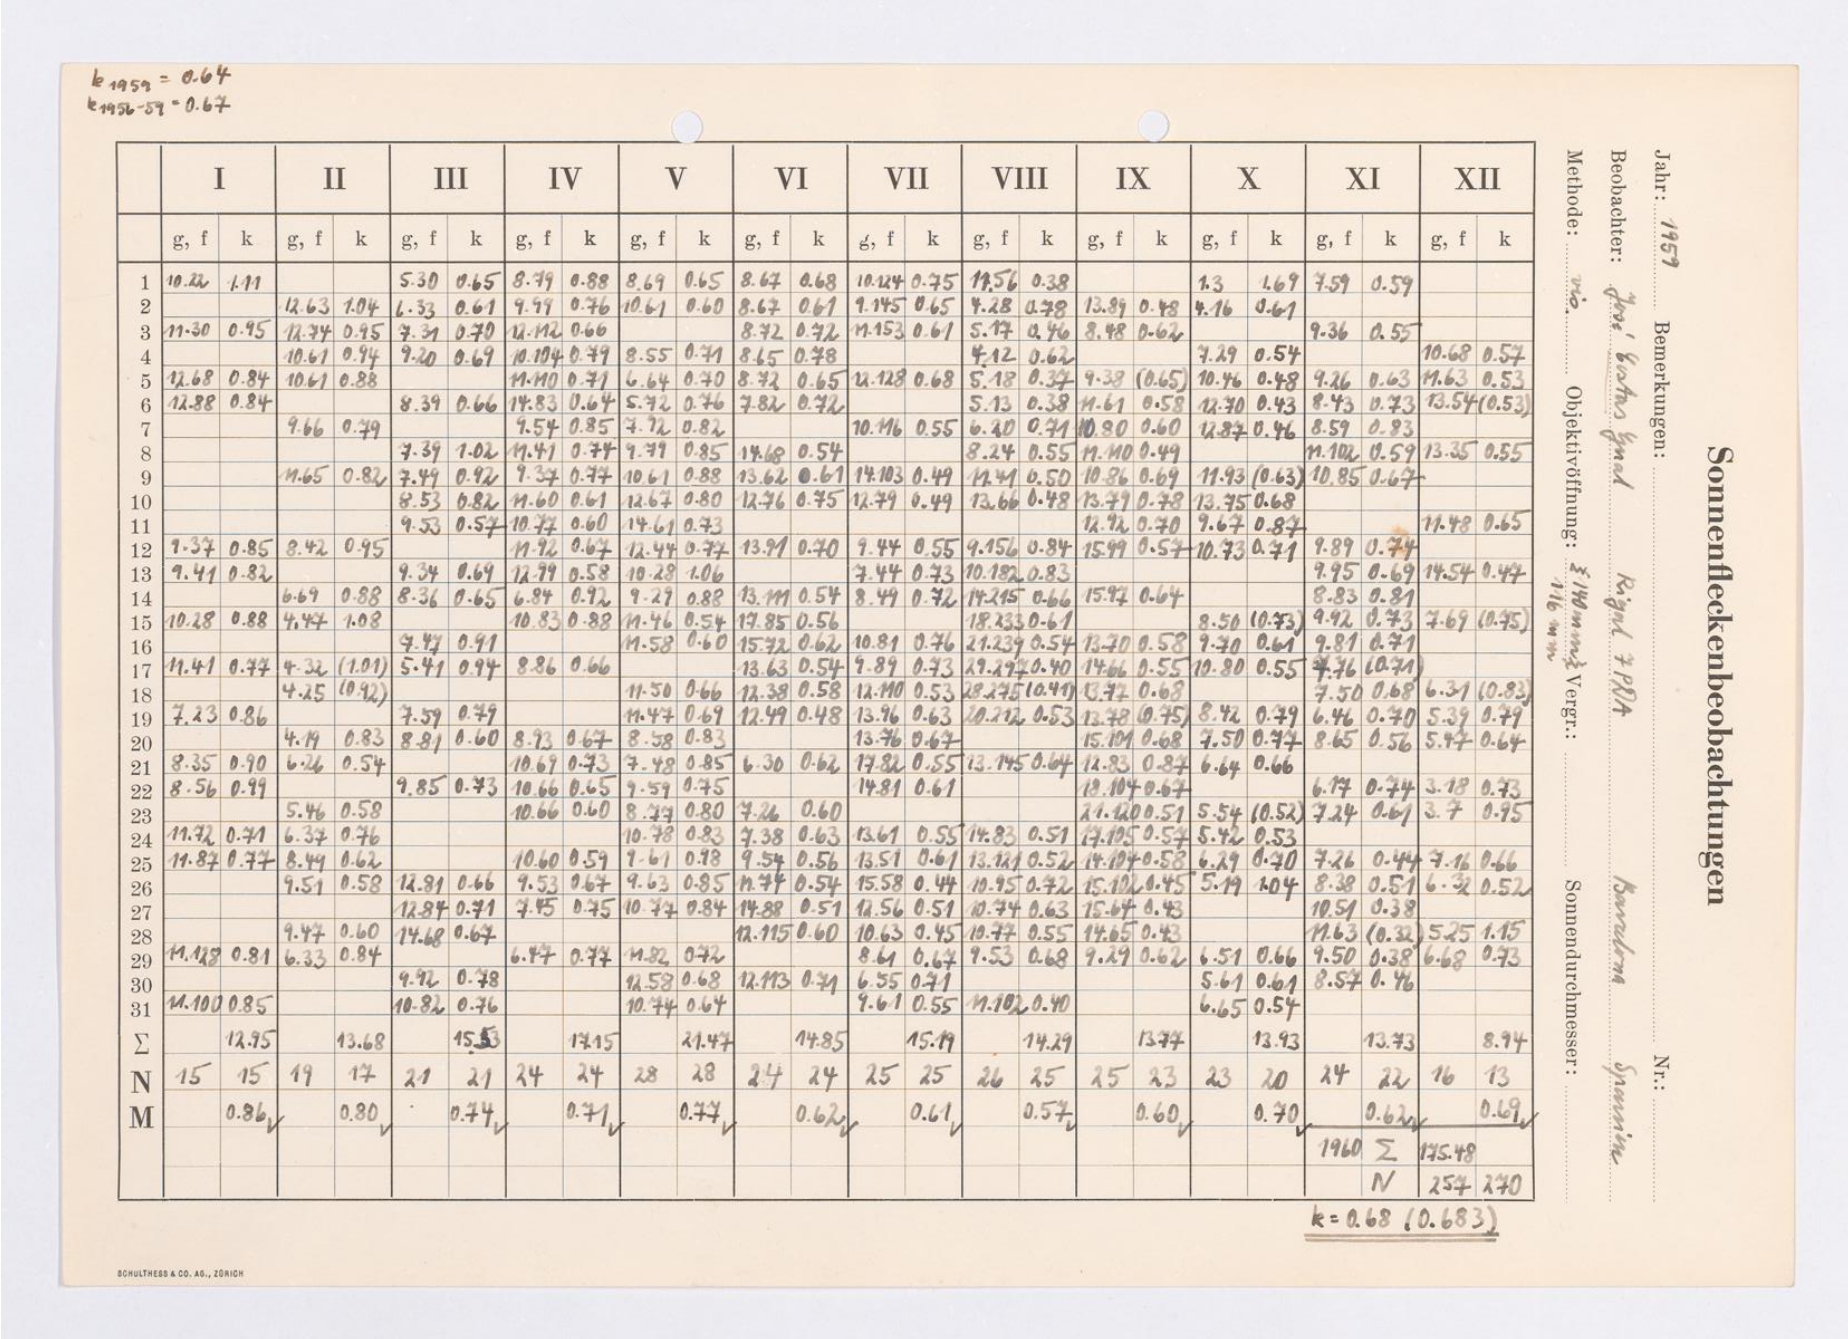 k 1959 = 0.64
k 1956-59 = 0.67
I II III IV V VI VII VIII IX X XI XII
g, f k g, f k g, f k g, f k g, f k g, f k g, f k g, f k g, f k g, f k g, f k g, f k
1 10.22 1.11 5.30 0.65 8.79 0.88 8.69 0.65 8.67 0.68 10.124 0.75 11.56 0.38 1.3 1.69 7.59 0.59
2 12.63 1.04 6.33 0.61 9.99 0.76 10.61 0.60 8.67 0.61 9.145 0.65 4.28 0.78 13.89 0.48 4.16 0.61
3 11.30 0.95 12.74 0.95 7.31 0.70 12.112 0.66 8.72 0.72 11.153 0.61 5.17 0.46 8.48 0.62 9.36 0.55
4 10.61 0.94 9.20 0.69 10.104 0.79 8.55 0.71 8.65 0.78 4.12 0.62 7.29 0.54 10.68 0.57
5 12.68 0.84 10.61 0.88 11.110 0.71 6.64 0.70 8.72 0.65 12.128 0.68 5.18 0.37 9.38 (0.65) 10.46 0.48 9.26 0.63 11.63 0.53
6 12.88 0.84 8.39 0.66 14.83 0.64 5.72 0.76 7.82 0.72 5.13 0.38 11.61 0.58 12.70 0.43 8.43 0.73 13.54 (0.53)
7 9.66 0.79 9.54 0.85 7.72 0.82 10.116 0.55 6.20 0.71 10.80 0.60 12.87 0.46 8.59 0.83
8 7.39 1.02 11.41 0.74 9.79 0.85 14.68 0.54 8.24 0.55 11.110 0.49 11.102 0.59 13.35 0.55
9 11.65 0.82 7.49 0.92 9.37 0.77 10.61 0.88 13.62 0.61 14.103 0.49 11.41 0.50 10.86 0.69 11.93 (0.63) 10.85 0.67
10 8.53 0.82 11.60 0.61 12.67 0.80 12.76 0.75 12.79 0.49 13.66 0.48 13.79 0.78 13.75 0.68
11 9.53 0.57 10.77 0.60 14.61 0.73 12.92 0.70 9.67 0.87 11.48 0.65
12 9.37 0.85 8.42 0.95 11.92 0.67 12.44 0.77 13.91 0.70 9.44 0.55 9.156 0.84 15.99 0.57 10.73 0.71 9.89 0.74
13 9.41 0.82 9.34 0.69 12.99 0.58 10.28 1.06 7.44 0.73 10.182 0.83 9.95 0.69 14.54 0.47
14 6.69 0.88 8.36 0.65 6.84 0.92 9.29 0.88 13.111 0.54 8.49 0.72 14.215 0.66 15.97 0.64 8.83 0.81
15 10.28 0.88 4.47 1.08 10.83 0.88 11.46 0.54 17.85 0.56 18.233 0.61 8.50 (0.73) 9.92 0.73 7.69 (0.75)
16 7.47 0.91 11.58 0.60 15.72 0.62 10.81 0.76 21.239 0.54 13.70 0.58 9.70 0.61 9.81 0.71
17 11.41 0.77 4.32 (1.01) 5.41 0.94 8.86 0.66 13.63 0.54 9.89 0.73 29.297 0.40 14.66 0.55 10.80 0.55 7.76 (0.71)
18 4.25 (0.92) 11.50 0.66 12.38 0.58 12.110 0.53 28.275 (0.41) 13.77 0.68 7.50 0.68 6.31 (0.83)
19 7.23 0.86 7.59 0.79 11.47 0.69 12.49 0.48 13.96 0.63 20.212 0.53 13.78 (0.75) 8.42 0.79 6.46 0.70 5.39 0.79
20 4.19 0.83 8.81 0.60 8.93 0.67 8.58 0.83 13.76 0.67 15.101 0.68 7.50 0.77 8.65 0.56 5.47 0.64
21 8.35 0.90 6.26 0.54 10.69 0.73 7.48 0.85 6.30 0.62 17.82 0.55 13.145 0.64 12.83 0.87 6.64 0.66
22 8.56 0.99 9.85 0.73 10.66 0.65 9.59 0.75 14.81 0.61 18.104 0.67 6.17 0.74 3.18 0.73
23 5.46 0.58 10.66 0.60 8.77 0.80 7.26 0.60 21.120 0.51 5.54 (0.52) 7.24 0.61 3.7 0.95
24 11.72 0.71 6.37 0.76 10.78 0.83 7.38 0.63 13.61 0.55 14.83 0.51 17.105 0.57 5.42 0.53
25 11.87 0.77 8.49 0.62 10.60 0.59 9.61 0.98 9.54 0.56 13.51 0.61 13.121 0.52 14.104 0.58 6.29 0.70 7.26 0.44 7.16 0.66
26 9.51 0.58 12.81 0.66 9.53 0.67 9.63 0.85 11.74 0.54 15.58 0.44 10.95 0.72 15.102 0.45 5.19 1.04 8.38 0.51 6.32 0.52
27 12.84 0.71 7.45 0.75 10.77 0.84 14.88 0.51 12.56 0.51 10.74 0.63 15.64 0.43 10.51 0.38
28 9.47 0.60 14.68 0.67 12.115 0.60 10.63 0.45 10.77 0.55 14.65 0.43 11.63 (0.32) 5.25 1.15
29 11.128 0.81 6.33 0.84 6.47 0.77 11.82 0.72 8.61 0.67 9.53 0.68 9.29 0.62 6.51 0.66 9.50 0.38 6.68 0.73
30 9.92 0.78 12.58 0.68 12.113 0.71 6.55 0.71 5.61 0.61 8.57 0.46
31 11.100 0.85 10.82 0.76 10.74 0.64 9.61 0.55 11.102 0.40 6.65 0.54
Σ 12.95 13.68 15.53 17.15 21.47 14.85 15.19 14.29 13.77 13.93 13.73 8.94
N 15 15 19 17 21 21 24 24 28 28 24 24 25 25 26 25 25 23 23 20 24 22 16 13
M 0.86 0.80 0.74 0.71 0.77 0.62 0.61 0.57 0.60 0.70 0.62 0.69
1960 Σ 175.48
N 257 270
k = 0.68 (0.683)
SCHULTHESS & CO. AG., ZÜRICH
Sonnenfleckenbeobachtungen
Jahr: 1959 Bemerkungen: Nr.:
Beobachter: José Barcelona Spanien
Methode: vis. Objektivöffnung: 116 mm Vergr.: Sonnendurchmesser: